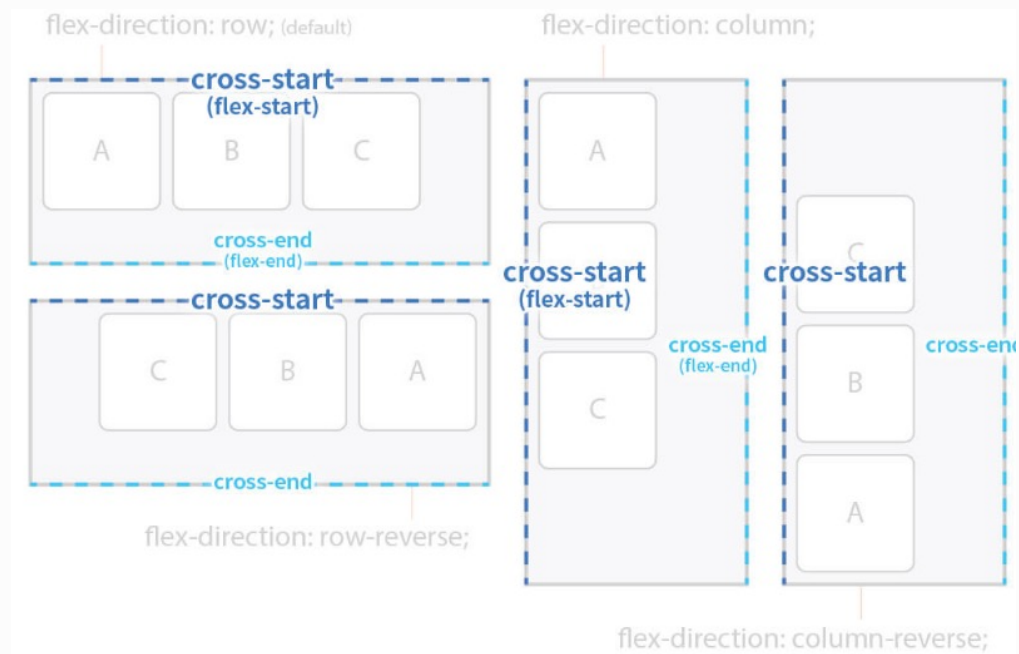 flex-direction: row; (default)
cross-start
(flex-start)
A
B
C
cross-end
(flex-end)
cross-start
C
B
A
cross-end
flex-direction: row-reverse;
flex-direction: column;
A
cross-start
(flex-start)
cross-end
(flex-end)
C
C
cross-start
cross-end
B
A
flex-direction: column-reverse;